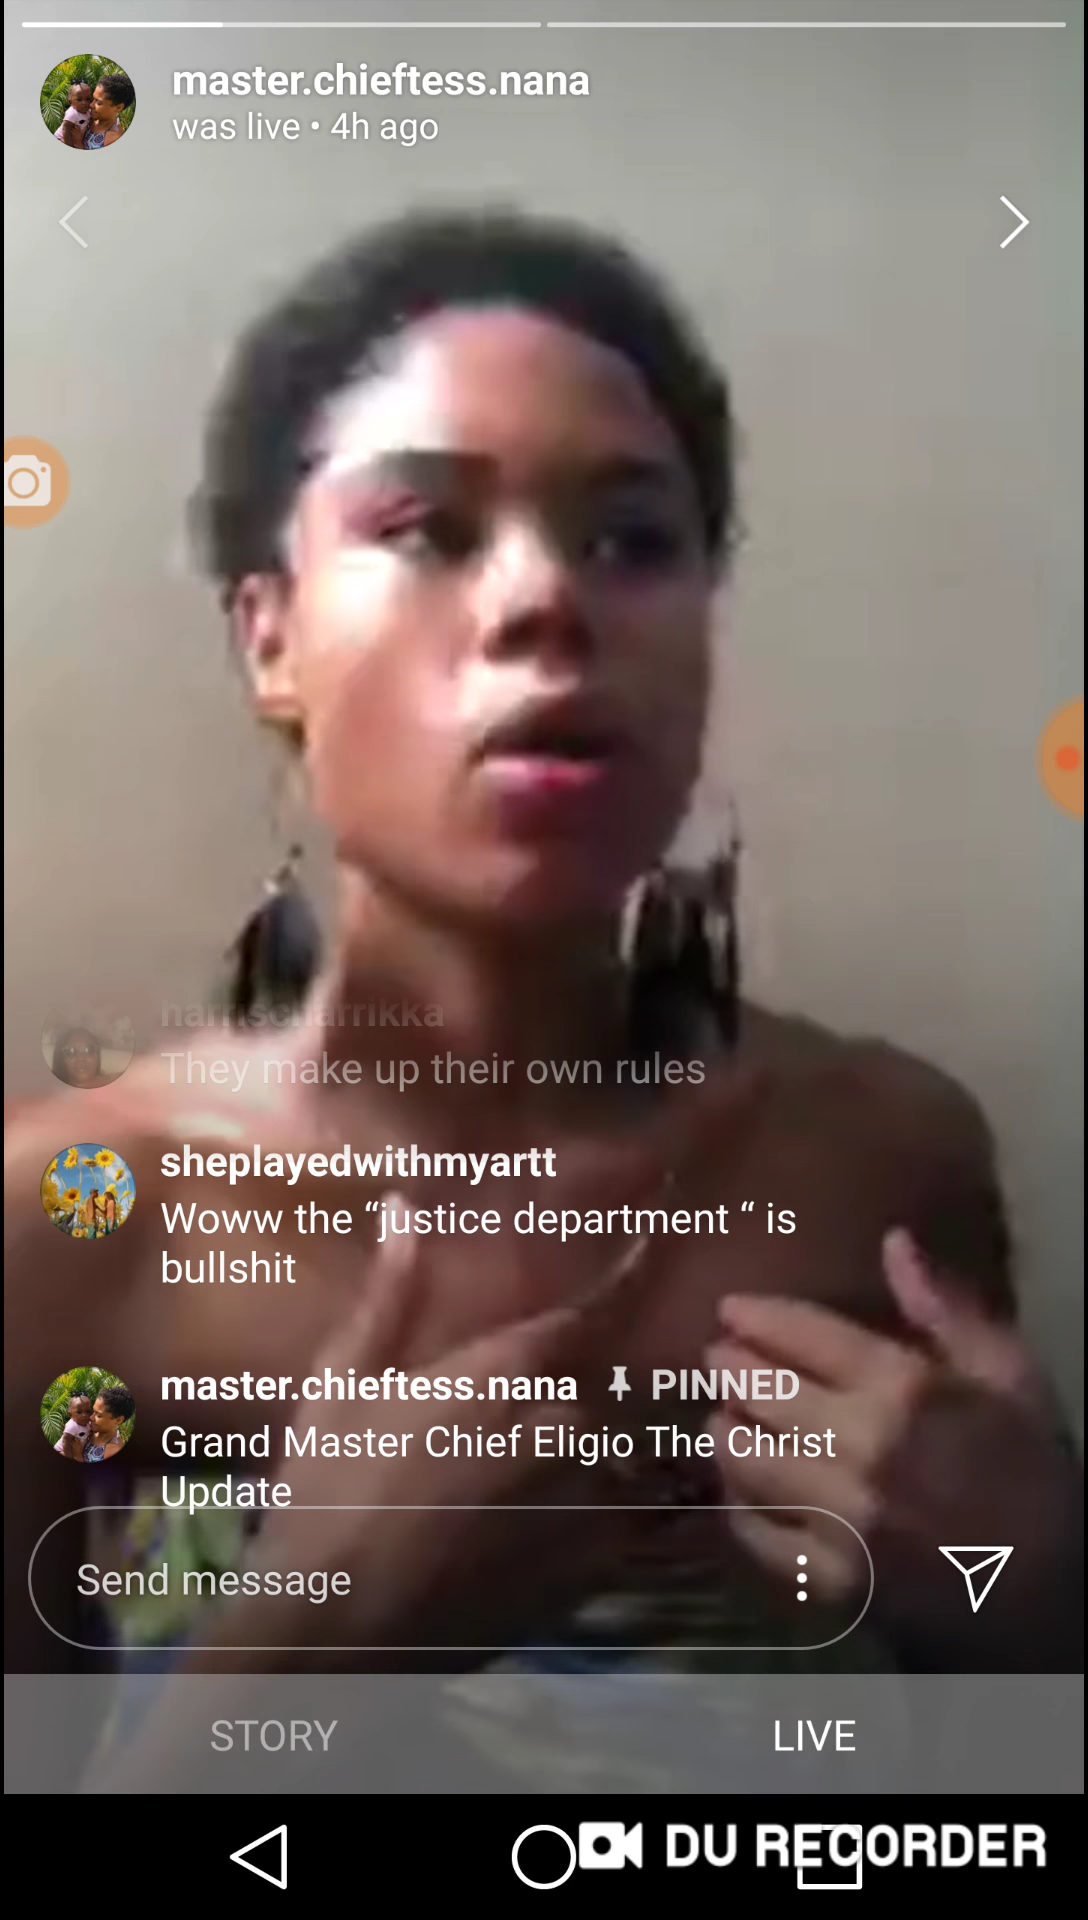 master.chieftess.nana
was live • 4h ago
harrischarrikka
They make up their own rules
sheplayedwithmyartt
Woww the “justice department “ is
bullshit
master.chieftess.nana PINNED
Grand Master Chief Eligio The Christ
Update
Send message
STORY LIVE
DU RECORDER